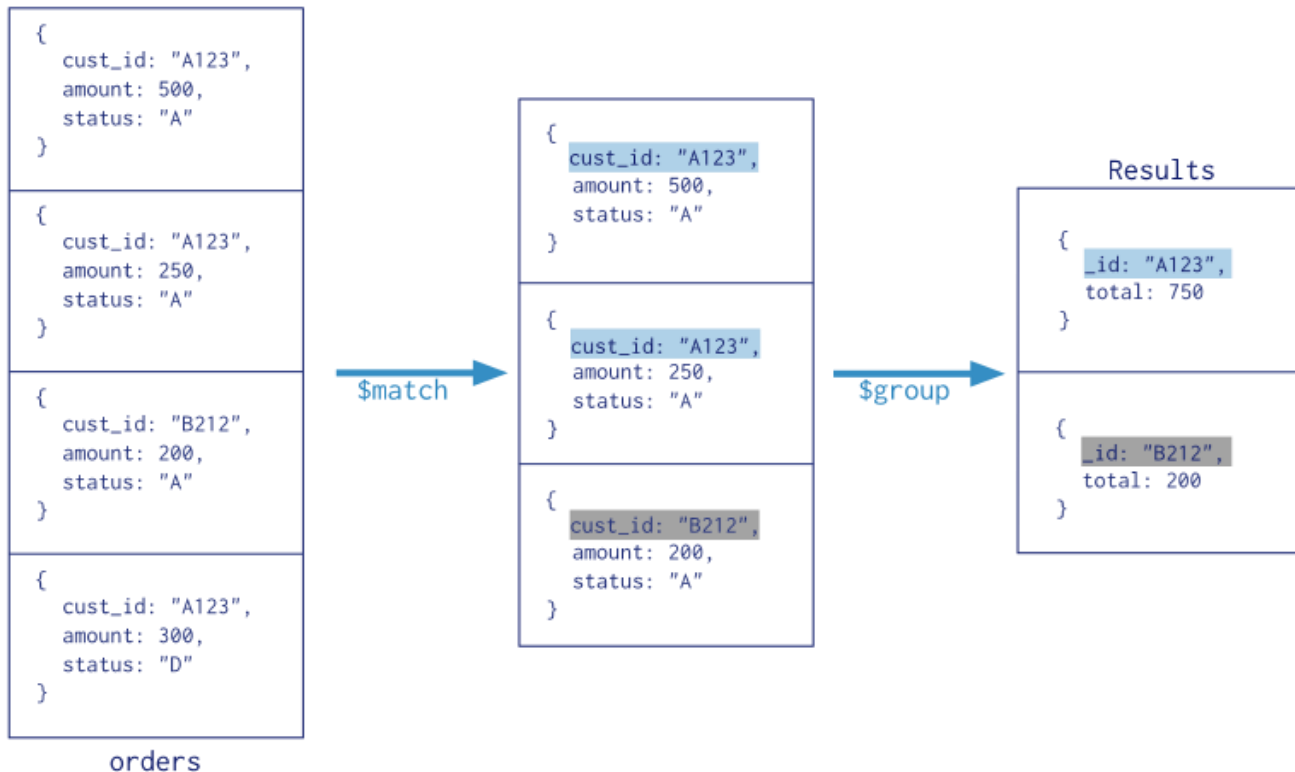 {
cust_id: "A123",
amount: 500,
status: "A"
}
{
cust_id: "A123",
amount: 250,
status: "A"
}
{
cust_id: "B212",
amount: 200,
status: "A"
}
{
cust_id: "A123",
amount: 300,
status: "D"
}
orders
$match
{
cust_id: "A123",
amount: 500,
status: "A"
}
{
cust_id: "A123",
amount: 250,
status: "A"
}
{
cust_id: "B212",
amount: 200,
status: "A"
}
$group
Results
{
_id: "A123",
total: 750
}
{
_id: "B212",
total: 200
}